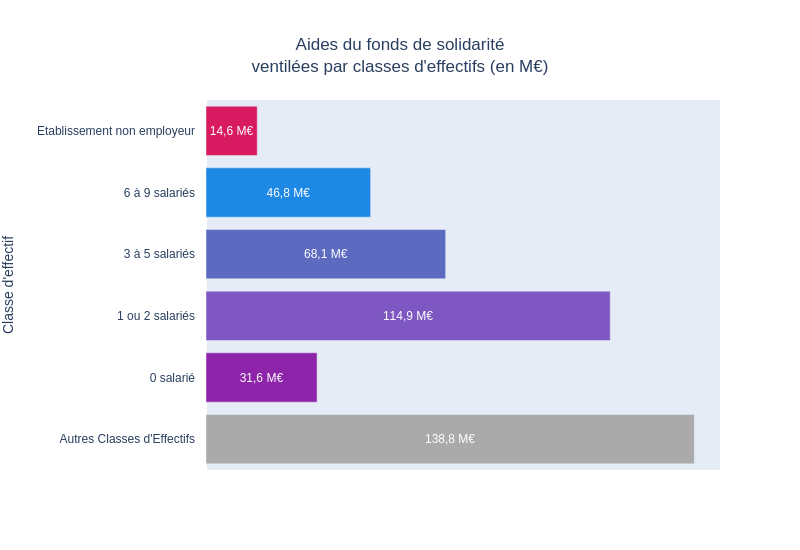 Aides du fonds de solidarité
ventilées par classes d'effectifs (en M€)
Classe d'effectif
Etablissement non employeur
14,6 M€
6 à 9 salariés
46,8 M€
3 à 5 salariés
68,1 M€
1 ou 2 salariés
114,9 M€
0 salarié
31,6 M€
Autres Classes d'Effectifs
138,8 M€